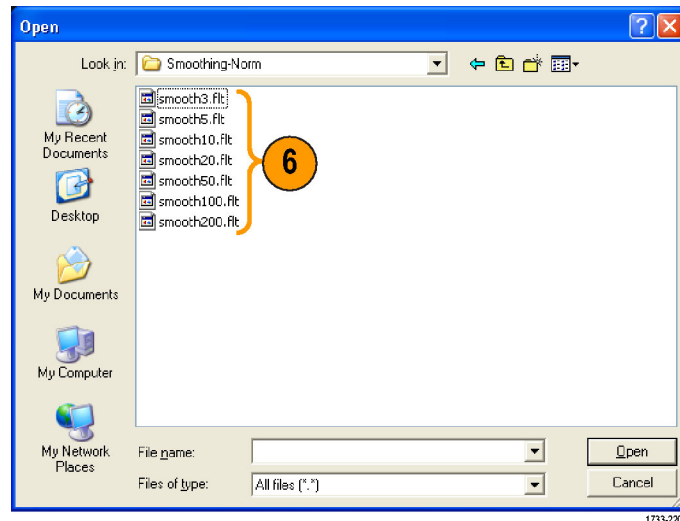 Open
Look in: Smoothing-Norm
My Recent
Documents
Desktop
My Documents
My Computer
My Network
Places
smooth3.flt
smooth5.flt
smooth10.flt
smooth20.flt
smooth50.flt
smooth100.flt
smooth200.flt
6
File name:
Open
Files of type: All files (*.*)
Cancel
1733-220